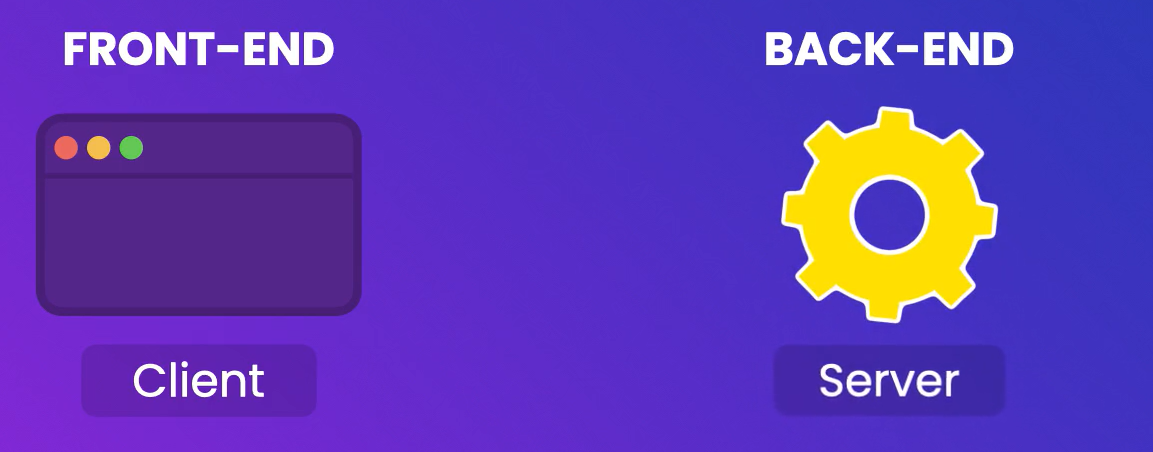 FRONT-END
BACK-END
Client
Server